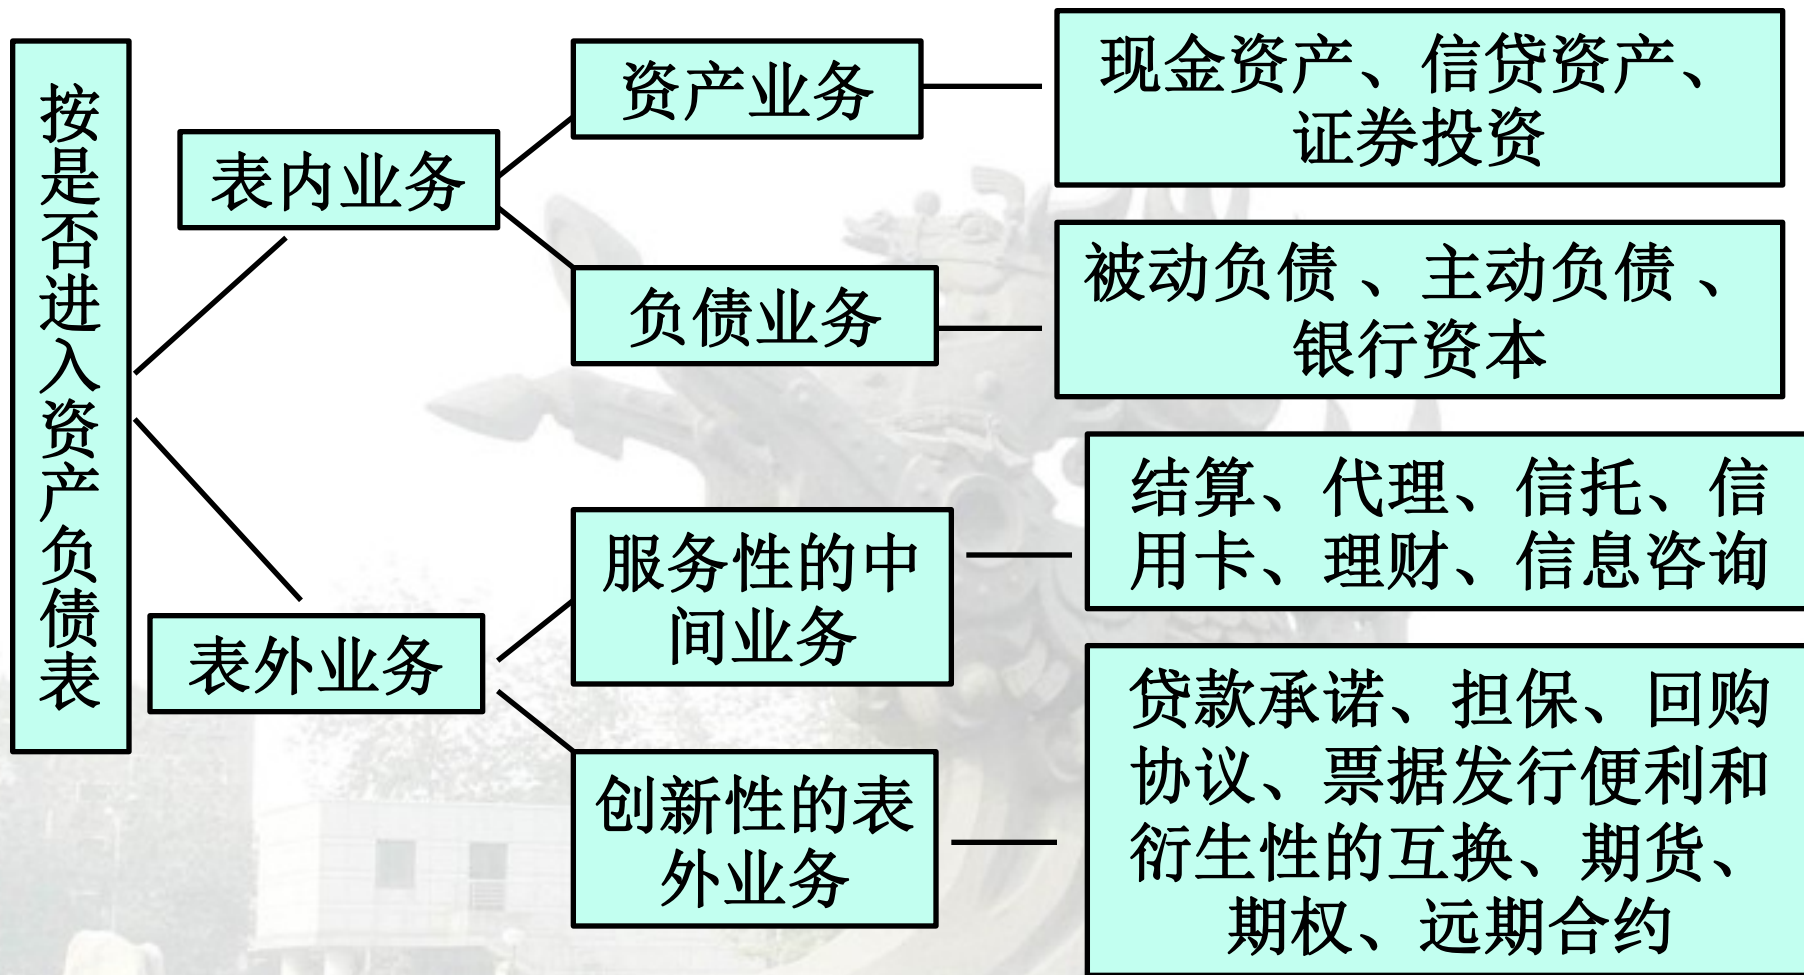 按是否进入资产负债表
表内业务
资产业务
现金资产、信贷资产、
证券投资
负债业务
被动负债 、主动负债 、
银行资本
表外业务
服务性的中
间业务
结算、代理、信托、信
用卡、理财、信息咨询
创新性的表
外业务
贷款承诺、担保、回购
协议、票据发行便利和
衍生性的互换、期货、
期权、远期合约